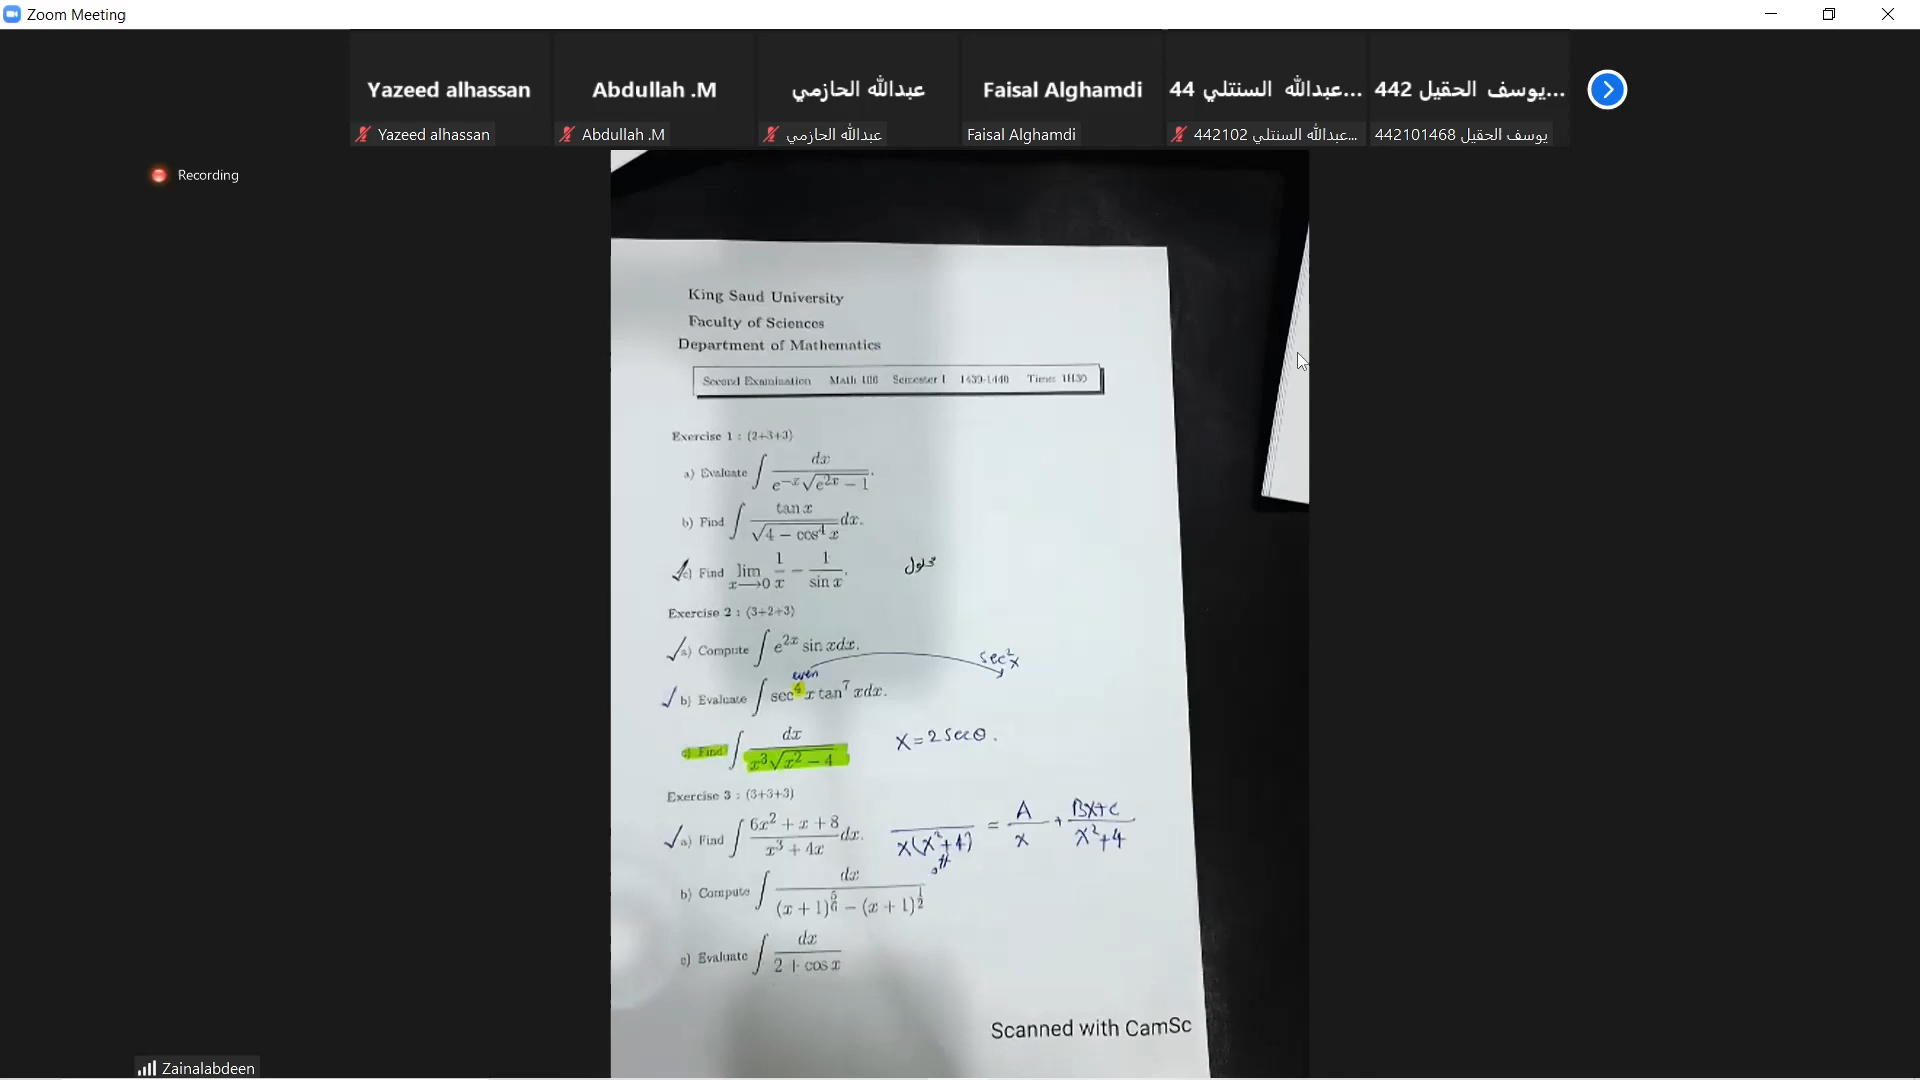 Zoom Meeting
Yazeed alhassan
Abdullah .M
عبدالله الحازمي
Faisal Alghamdi
عبدالله السنتلي 44...
يوسف الحقيل 442...
Yazeed alhassan
Abdullah .M
عبدالله الحازمي
Faisal Alghamdi
عبدالله السنتلي 442102...
يوسف الحقيل 442101468
Recording
King Saud University
Faculty of Sciences
Department of Mathematics
Second Examination Math 106 Semester I 1439-1440 Time: 1H30
Exercise 1 : (2+3+3)
a) Evaluate ∫ dx / (e^{-x}√(e^{2x} − 1)).
b) Find ∫ tan x / √(4 − cos⁴ x) dx.
c) Find lim x→0 1/x − 1/sin x.
Exercise 2 : (3+2+3)
a) Compute ∫ e^{2x} sin xdx.
even sec²x
b) Evaluate ∫ sec⁴ x tan⁷ xdx.
c) Find ∫ dx / (x³√(x² − 4)) x = 2 secθ.
Exercise 3 : (3+3+3)
a) Find ∫ (6x² + x + 8) / (x³ + 4x) dx. / x(x²+4) = A/x + (Bx+c)/(x²+4)
b) Compute ∫ dx / ((x + 1)^{5/6} − (x + 1)^{1/2})
c) Evaluate ∫ dx / (2 + cos x)
Scanned with CamSc
Zainalabdeen